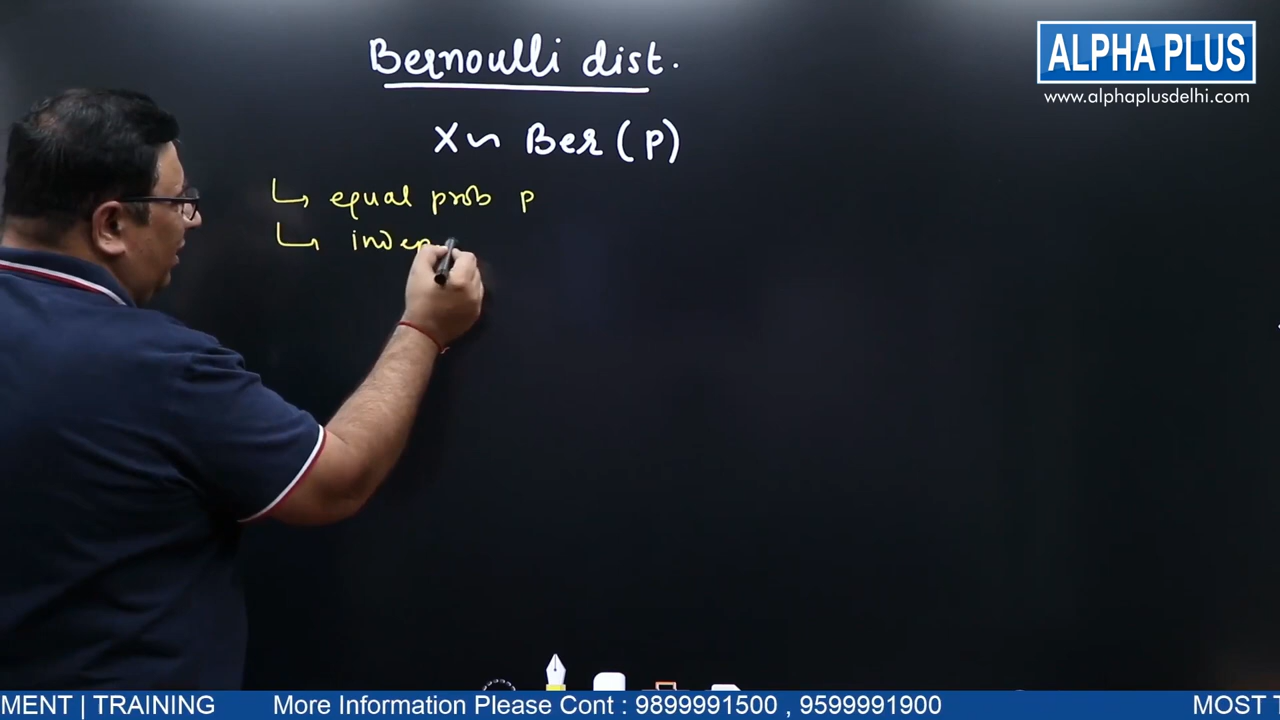 Bernoulli dist.
ALPHA PLUS
www.alphaplusdelhi.com
X ~ Ber (p)
↳ equal prob p
↳ indep
MENT | TRAINING More Information Please Cont : 9899991500 , 9599991900 MOST T